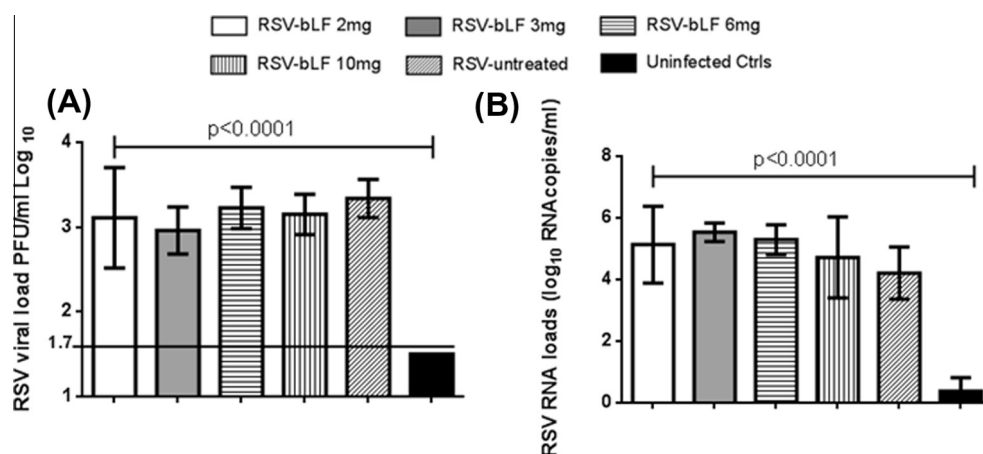 RSV-bLF 2mg RSV-bLF 3mg RSV-bLF 6mg
RSV-bLF 10mg RSV-untreated Uninfected Ctrls
(A)
RSV viral load PFU/ml Log 10
p<0.0001
4
3
2
1.7
1
(B)
RSV RNA loads (log10 RNAcopies/ml)
p<0.0001
8
6
4
2
0